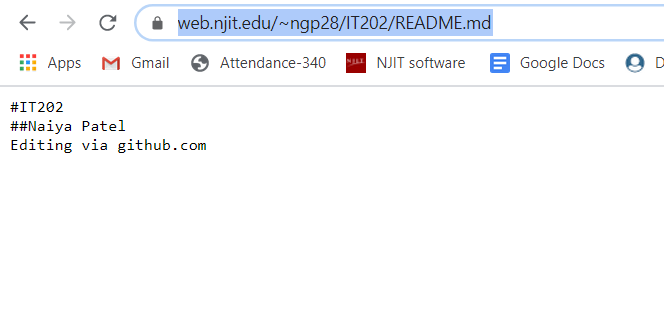 web.njit.edu/~ngp28/IT202/README.md
Apps Gmail Attendance-340 NJIT software Google Docs D
#IT202
##Naiya Patel
Editing via github.com